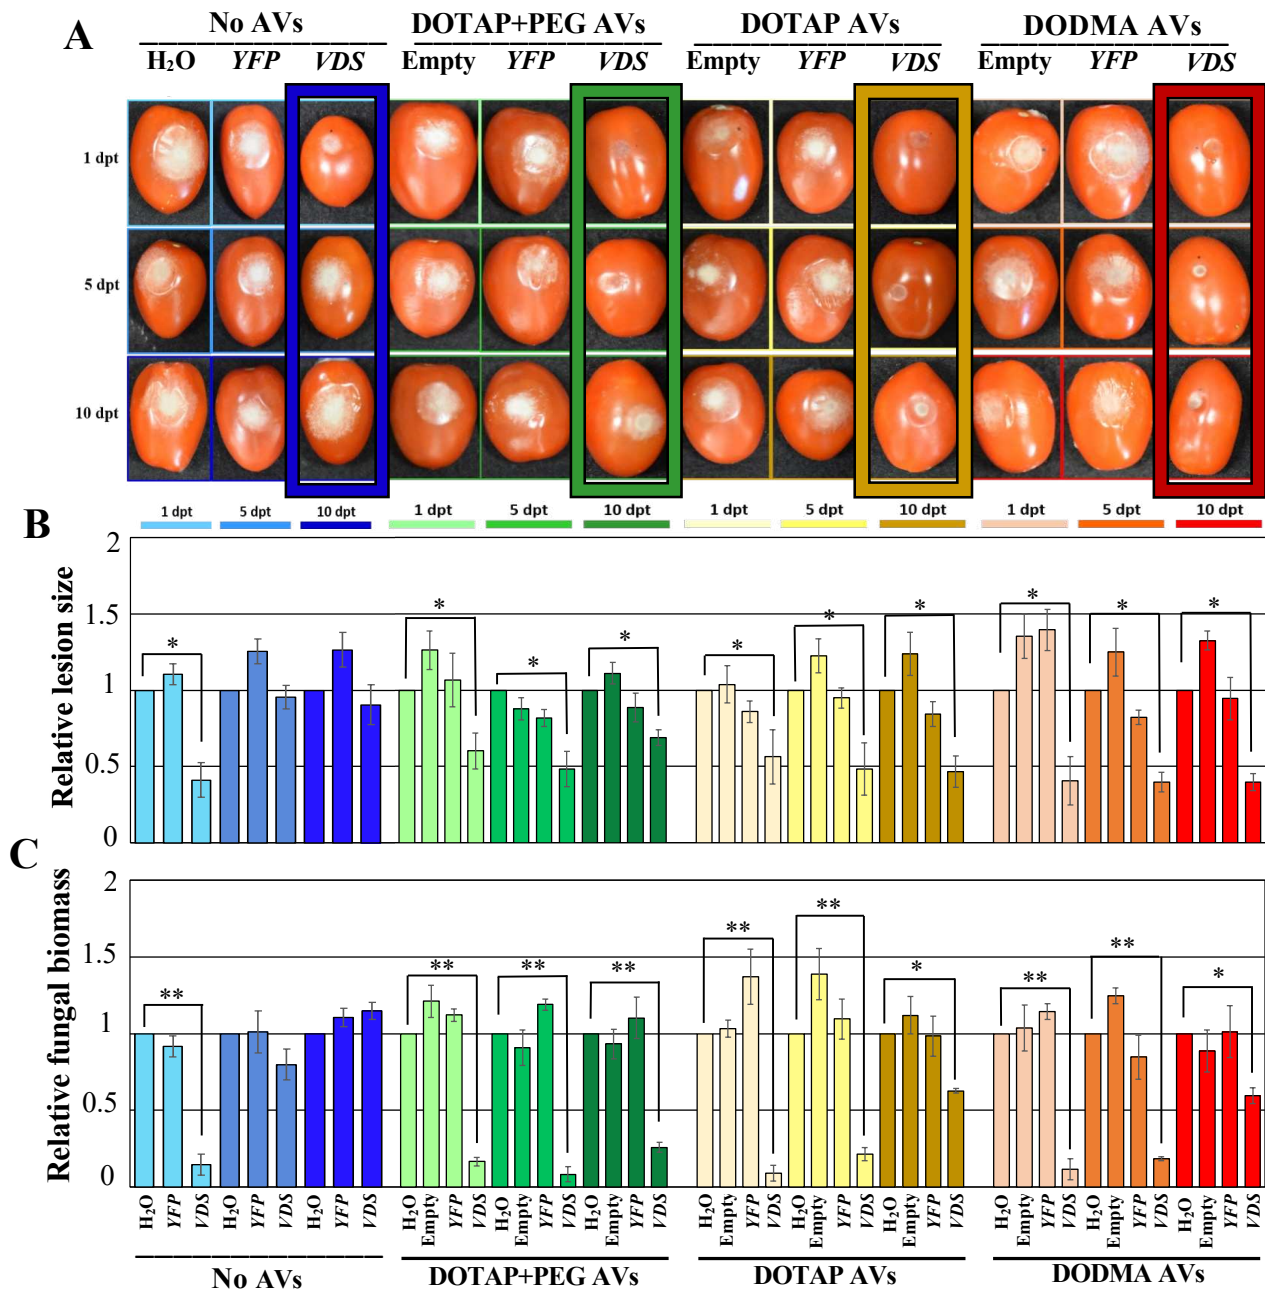 A
No AVs DOTAP+PEG AVs DOTAP AVs DODMA AVs
H₂O YFP VDS Empty YFP VDS Empty YFP VDS Empty YFP VDS
1 dpt
5 dpt
10 dpt
1 dpt 5 dpt 10 dpt 1 dpt 5 dpt 10 dpt 1 dpt 5 dpt 10 dpt 1 dpt 5 dpt 10 dpt
B
Relative lesion size
2
1.5
1
0.5
0
* * * * * * * * * *
C
Relative fungal biomass
2
1.5
1
0.5
0
** ** ** ** ** ** * ** ** *
H₂O YFP VDS H₂O YFP VDS H₂O YFP VDS H₂O Empty YFP VDS H₂O Empty YFP VDS H₂O Empty YFP VDS H₂O Empty YFP VDS H₂O Empty YFP VDS H₂O Empty YFP VDS H₂O Empty YFP VDS H₂O Empty YFP VDS H₂O Empty YFP VDS
No AVs DOTAP+PEG AVs DOTAP AVs DODMA AVs